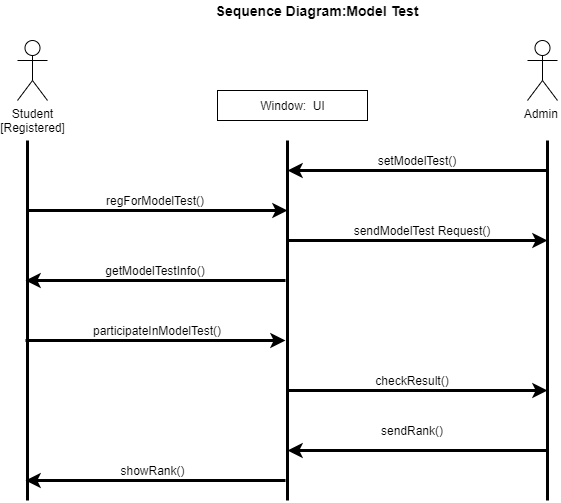 Sequence Diagram:Model Test
Student
[Registered]
Window:  UI
Admin
setModelTest()
regForModelTest()
sendModelTest Request()
getModelTestInfo()
participateInModelTest()
checkResult()
sendRank()
showRank()